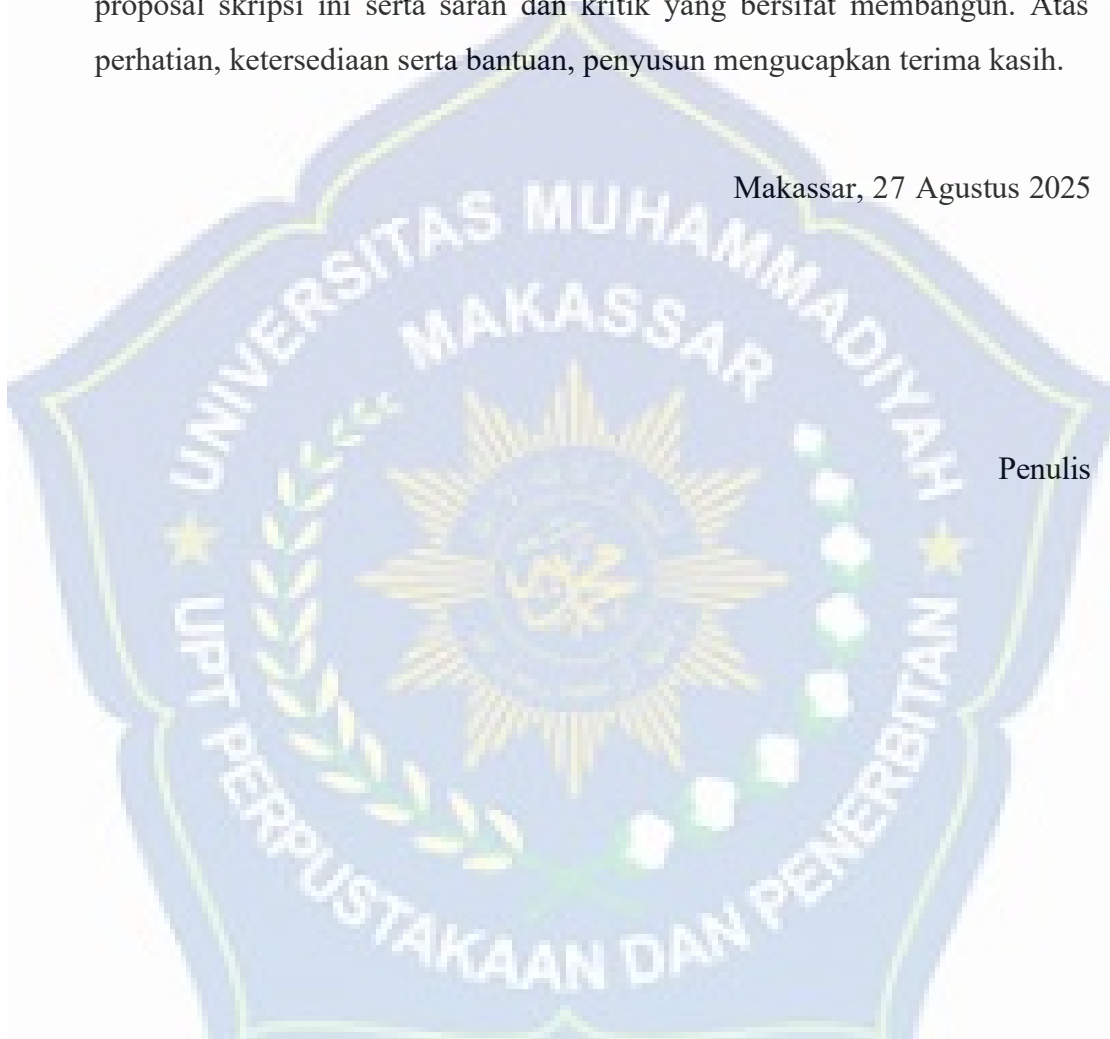 proposal skripsi ini serta saran dan kritik yang bersifat membangun. Atas
perhatian, ketersediaan serta bantuan, penyusun mengucapkan terima kasih.
Makassar, 27 Agustus 2025
UNIVERSITAS MUHAMMADIYAH
MAKASSAR
Penulis
UPT PERPUSTAKAAN DAN PENERBITAN